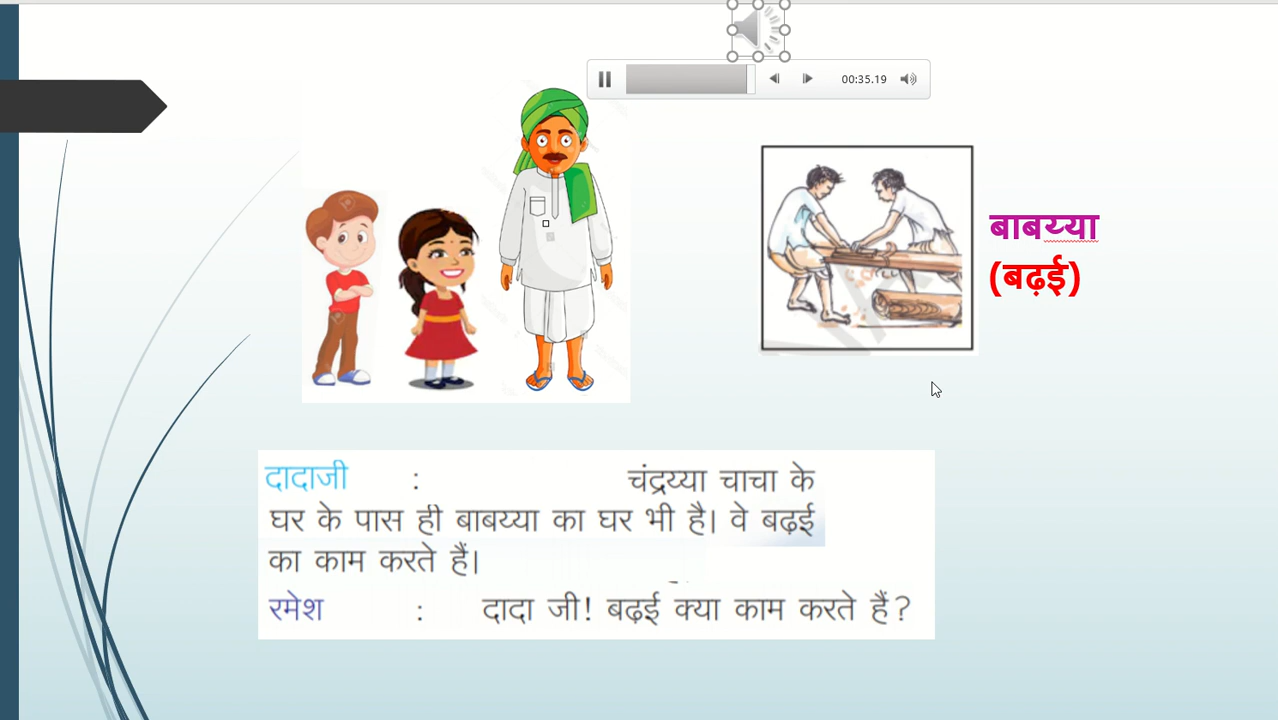 00:35.19
बाबय्या
(बढ़ई)
दादाजी : चंद्रय्या चाचा के
घर के पास ही बाबय्या का घर भी है। वे बढ़ई
का काम करते हैं।
रमेश : दादा जी! बढ़ई क्या काम करते हैं?